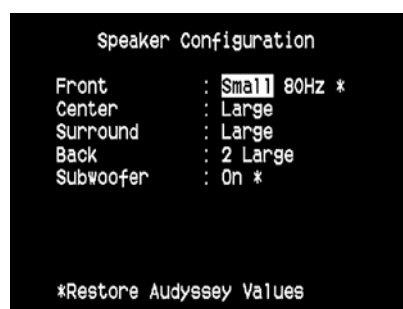 Speaker Configuration
Front : Small 80Hz *
Center : Large
Surround : Large
Back : 2 Large
Subwoofer : On *
*Restore Audyssey Values